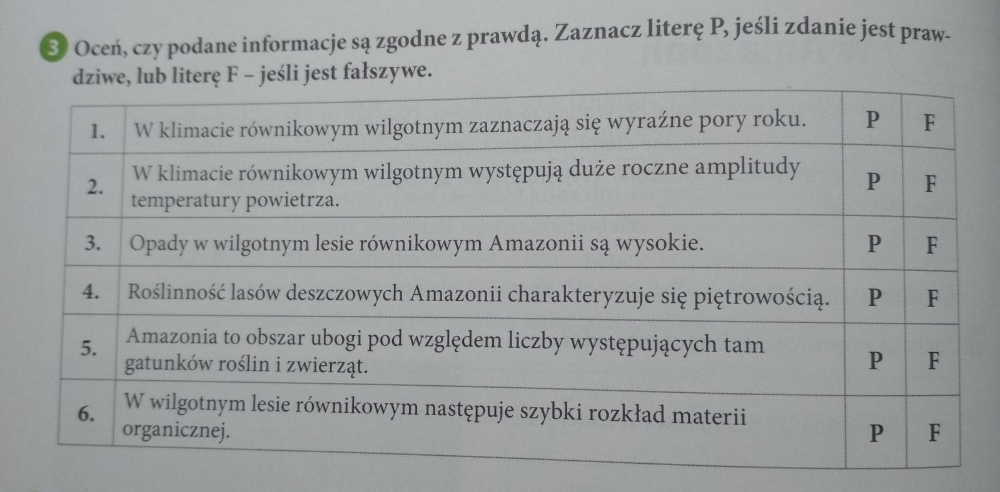 3 Oceń, czy podane informacje są zgodne z prawdą. Zaznacz literę P, jeśli zdanie jest praw-
dziwe, lub literę F – jeśli jest fałszywe.
1. W klimacie równikowym wilgotnym zaznaczają się wyraźne pory roku. P F
2. W klimacie równikowym wilgotnym występują duże roczne amplitudy
temperatury powietrza. P F
3. Opady w wilgotnym lesie równikowym Amazonii są wysokie. P F
4. Roślinność lasów deszczowych Amazonii charakteryzuje się piętrowością. P F
5. Amazonia to obszar ubogi pod względem liczby występujących tam
gatunków roślin i zwierząt. P F
6. W wilgotnym lesie równikowym następuje szybki rozkład materii
organicznej. P F